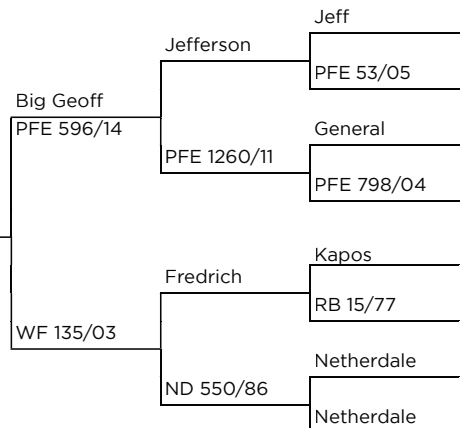 Jeff
Jefferson
PFE 53/05
Big Geoff
PFE 596/14
General
PFE 1260/11
PFE 798/04
Kapos
Fredrich
RB 15/77
WF 135/03
Netherdale
ND 550/86
Netherdale